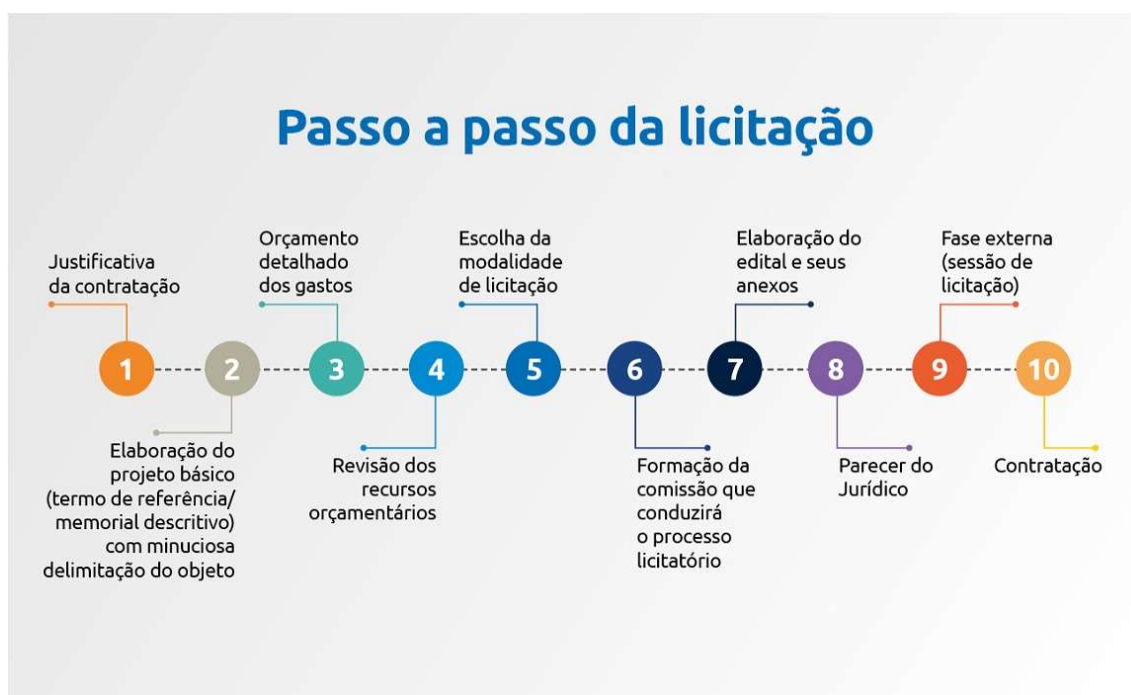 Passo a passo da licitação
1
Justificativa
da contratação
2
Elaboração do
projeto básico
(termo de referência/
memorial descritivo)
com minuciosa
delimitação do objeto
3
Orçamento
detalhado
dos gastos
4
Revisão dos
recursos
orçamentários
5
Escolha da
modalidade
de licitação
6
Formação da
comissão que
conduzirá
o processo
licitatório
7
Elaboração do
edital e seus
anexos
8
Parecer do
Jurídico
9
Fase externa
(sessão de
licitação)
10
Contratação